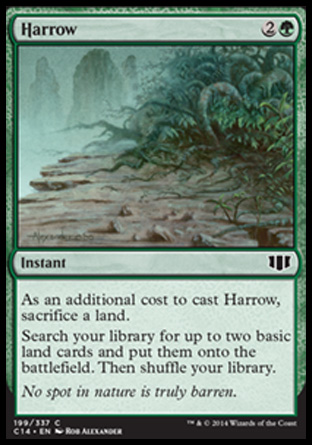 Harrow 2
Instant
As an additional cost to cast Harrow,
sacrifice a land.
Search your library for up to two basic
land cards and put them onto the
battlefield. Then shuffle your library.
No spot in nature is truly barren.
199/337 C
C14 • EN Rob Alexander
™ & © 2014 Wizards of the Coast